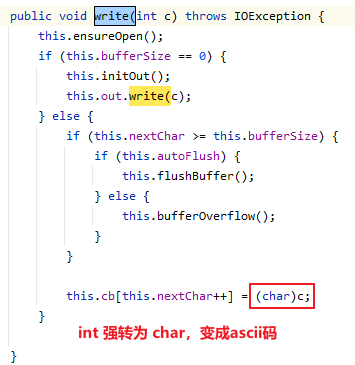 public void write(int c) throws IOException {
    this.ensureOpen();
    if (this.bufferSize == 0) {
        this.initOut();
        this.out.write(c);
    } else {
        if (this.nextChar >= this.bufferSize) {
            if (this.autoFlush) {
                this.flushBuffer();
            } else {
                this.bufferOverflow();
            }
        }

        this.cb[this.nextChar++] = (char)c;
    }
int 强转为 char，变成ascii码
}